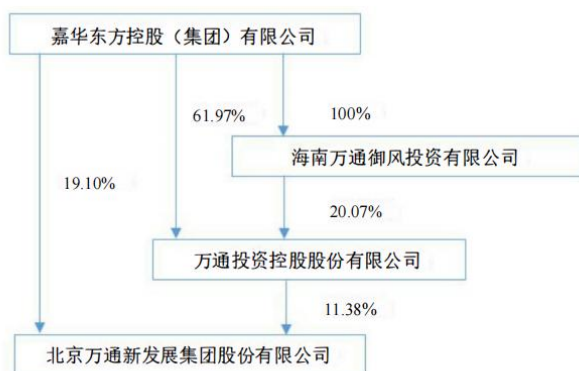 嘉华东方控股（集团）有限公司
61.97%
100%
海南万通御风投资有限公司
19.10%
20.07%
万通投资控股股份有限公司
11.38%
北京万通新发展集团股份有限公司